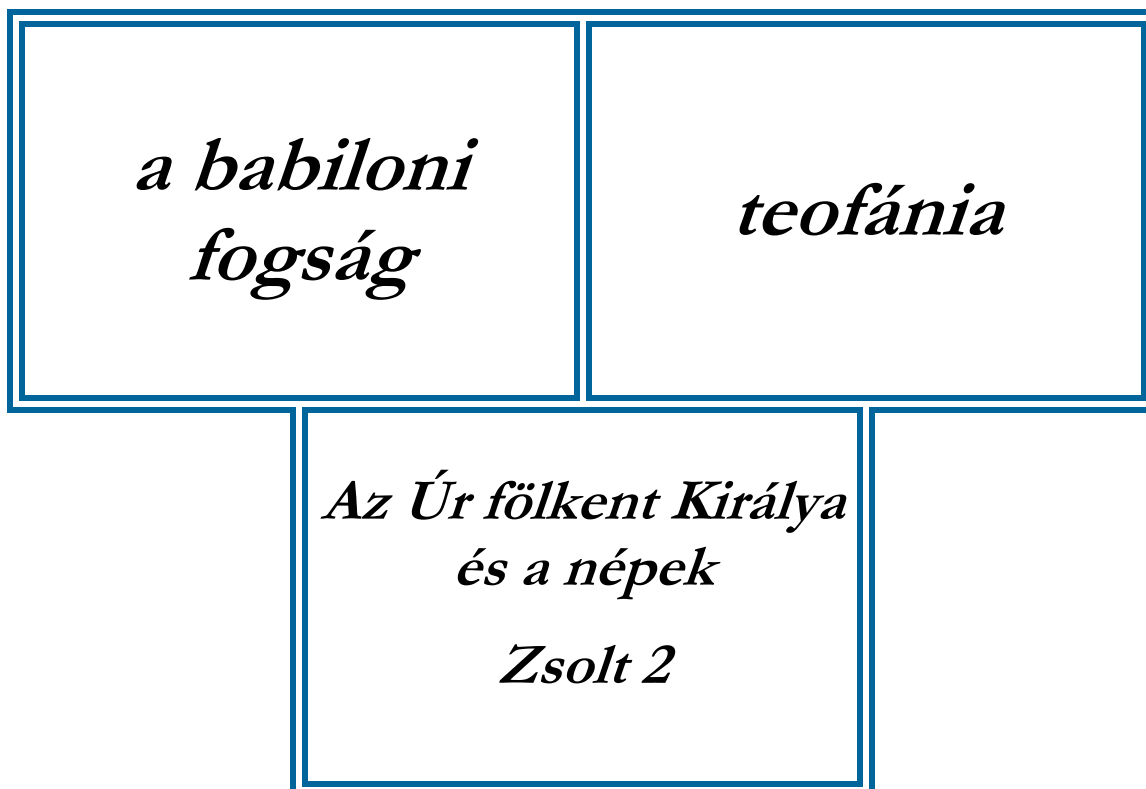 a babiloni
fogság
teofánia
Az Úr fölkent Királya
és a népek
Zsolt 2